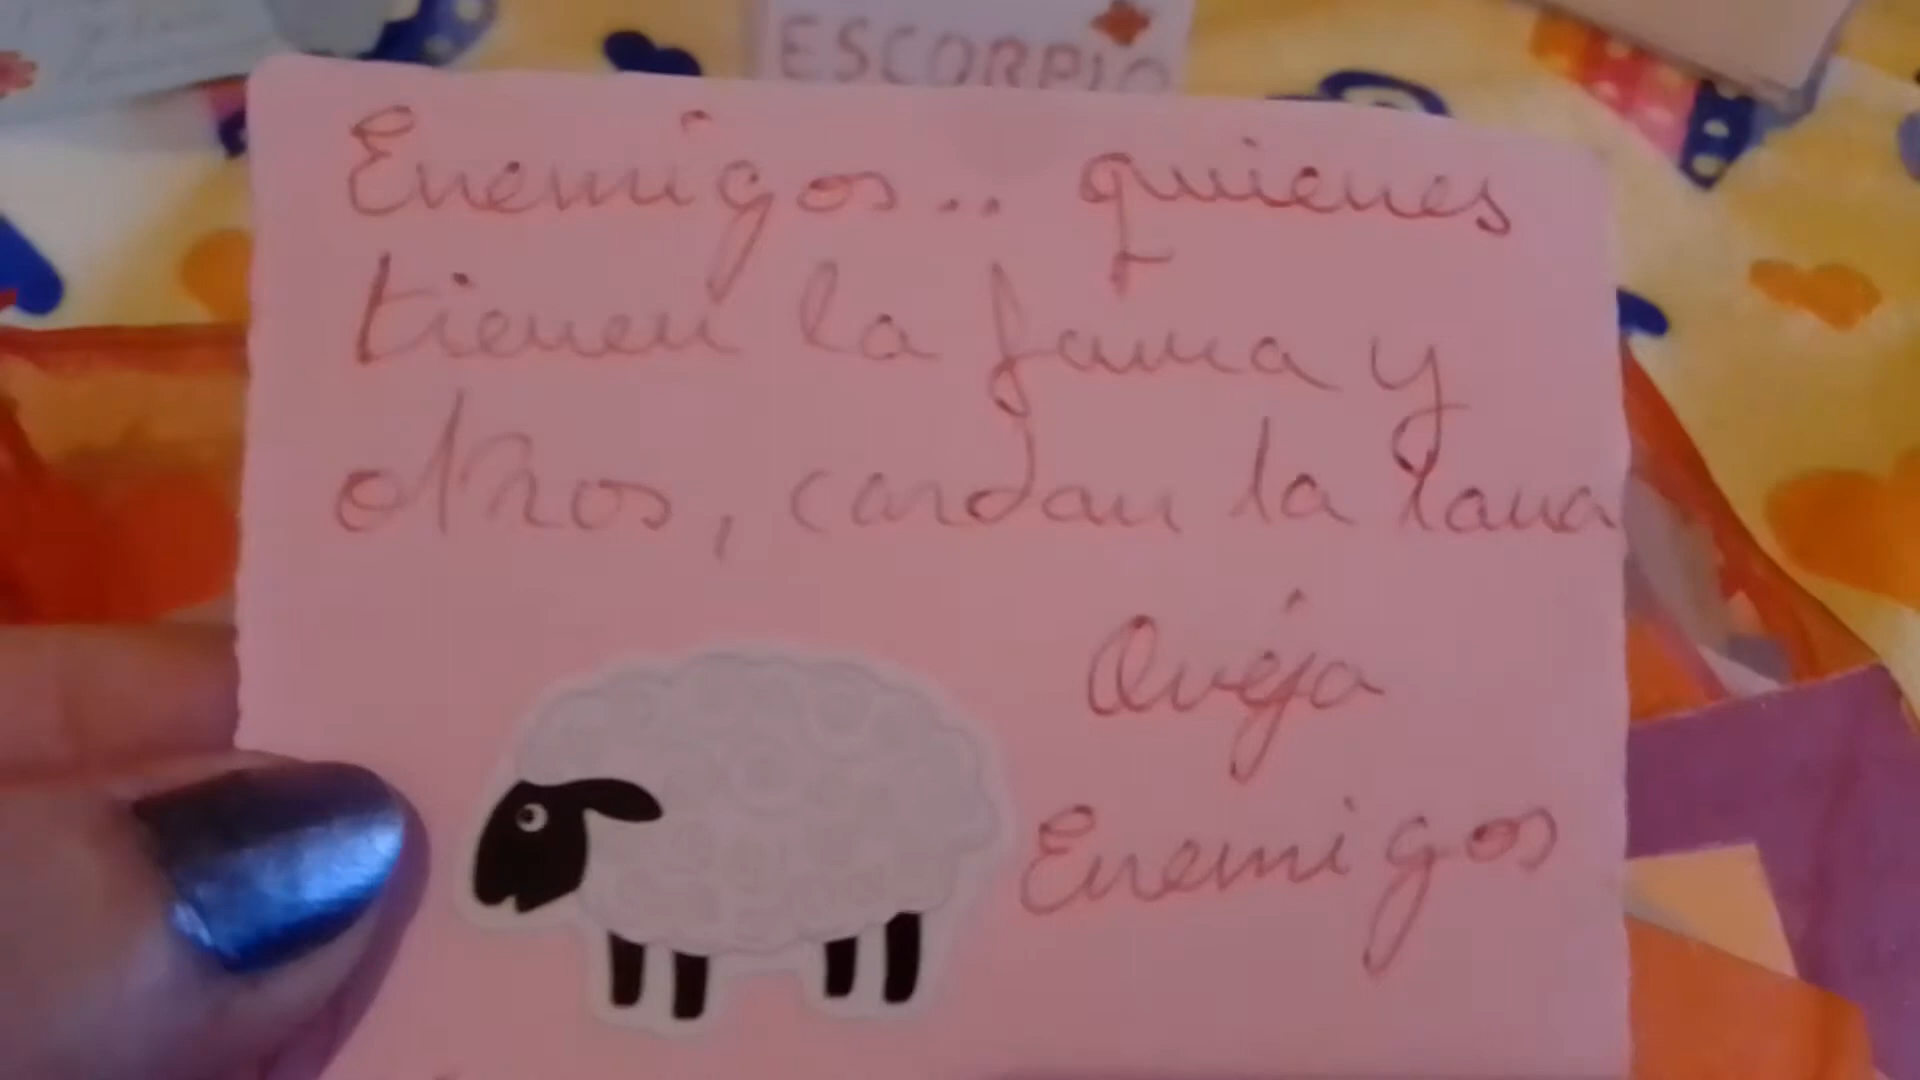 ESCORPIO
Enemigos.. quienes
tienen la fama y
otros, cardan la lana
Oveja
Enemigos